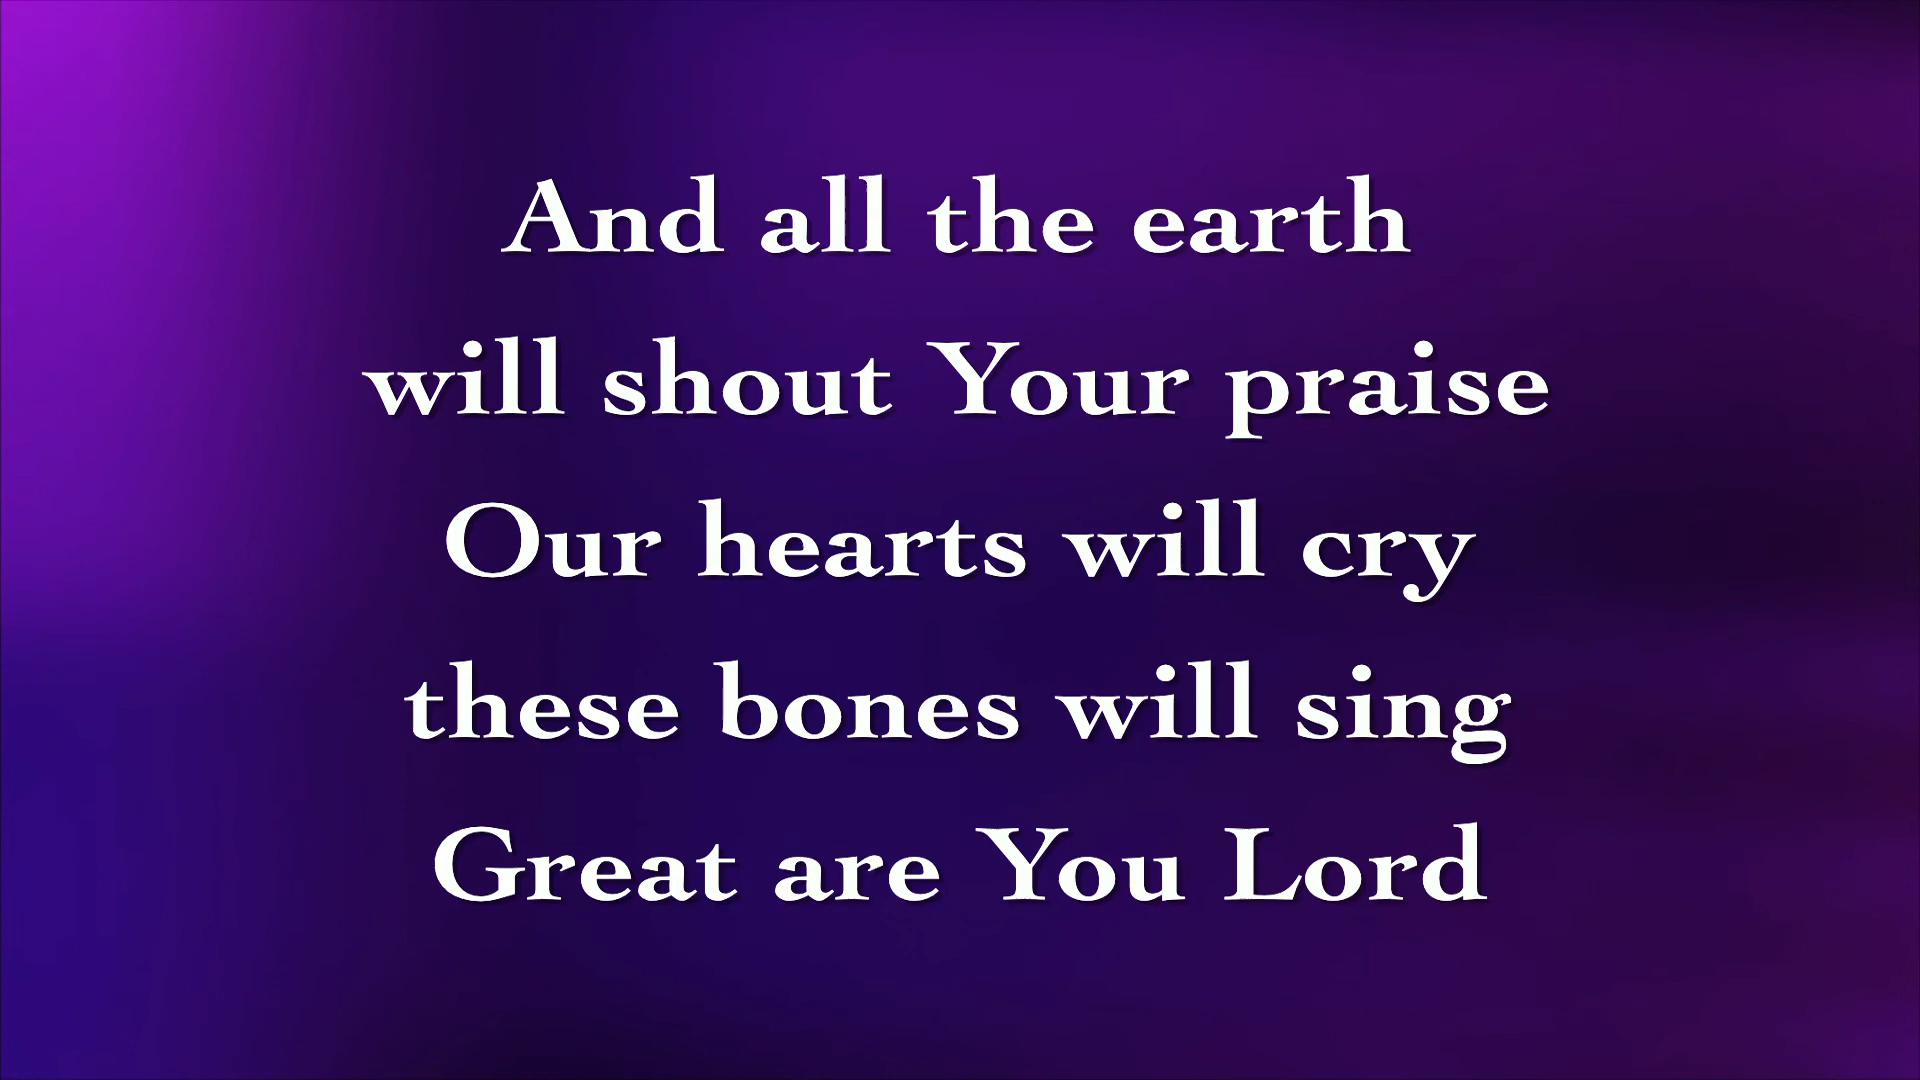 And all the earth
will shout Your praise
Our hearts will cry
these bones will sing
Great are You Lord